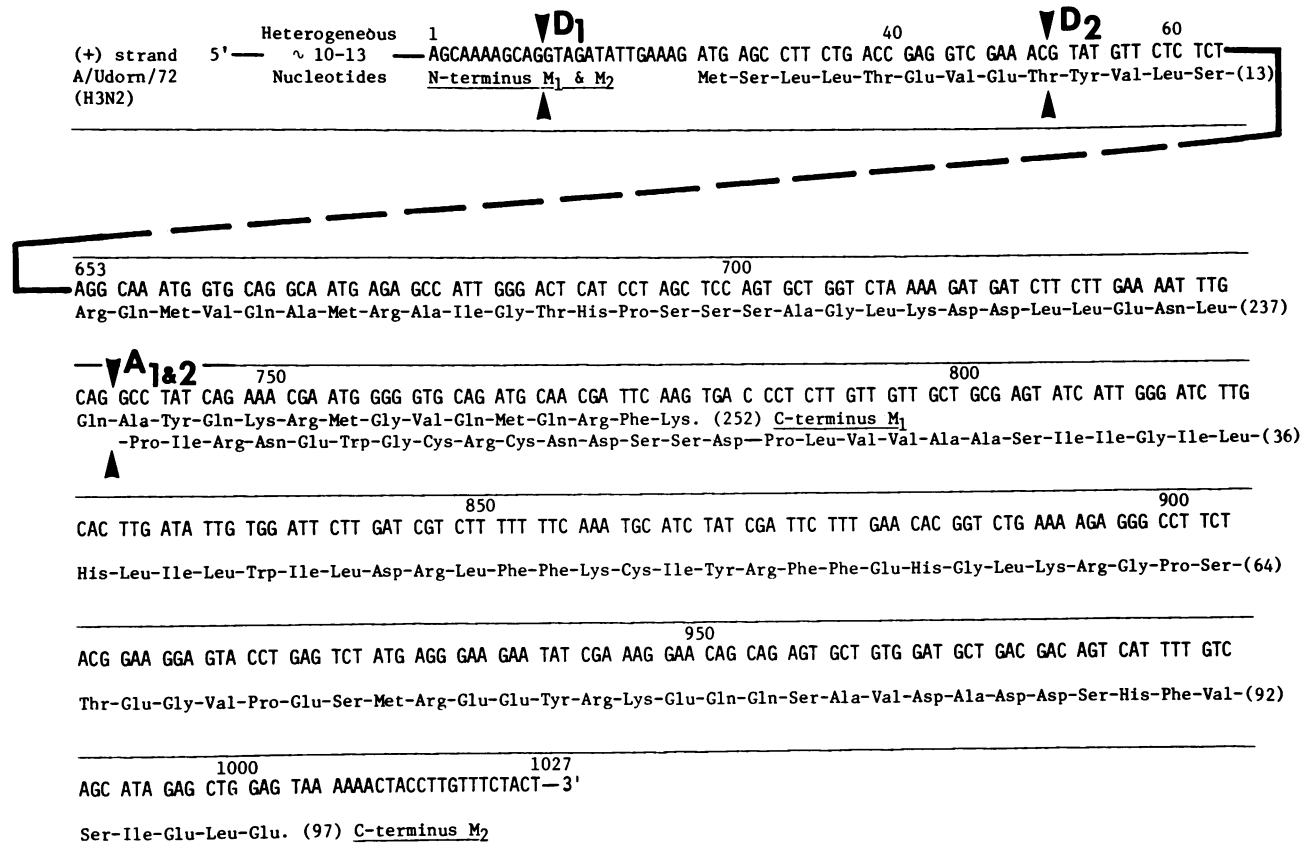 D1 D2
Heterogeneous 1 40 60
(+) strand 5'— ~ 10-13 —AGCAAAAGCAGGTAGATATTGAAAG ATG AGC CTT CTG ACC GAG GTC GAA ACG TAT GTT CTC TCT
A/Udorn/72 Nucleotides N-terminus M1 & M2 Met-Ser-Leu-Leu-Thr-Glu-Val-Glu-Thr-Tyr-Val-Leu-Ser-(13)
(H3N2)
653 700
AGG CAA ATG GTG CAG GCA ATG AGA GCC ATT GGG ACT CAT CCT AGC TCC AGT GCT GGT CTA AAA GAT GAT CTT CTT GAA AAT TTG
Arg-Gln-Met-Val-Gln-Ala-Met-Arg-Ala-Ile-Gly-Thr-His-Pro-Ser-Ser-Ser-Ala-Gly-Leu-Lys-Asp-Asp-Leu-Leu-Glu-Asn-Leu-(237)
A1&2
750 800
CAG GCC TAT CAG AAA CGA ATG GGG GTG CAG ATG CAA CGA TTC AAG TGA C CCT CTT GTT GTT GCT GCG AGT ATC ATT GGG ATC TTG
Gln-Ala-Tyr-Gln-Lys-Arg-Met-Gly-Val-Gln-Met-Gln-Arg-Phe-Lys. (252) C-terminus M1
-Pro-Ile-Arg-Asn-Glu-Trp-Gly-Cys-Arg-Cys-Asn-Asp-Ser-Ser-Asp—Pro-Leu-Val-Val-Ala-Ala-Ser-Ile-Ile-Gly-Ile-Leu-(36)
850 900
CAC TTG ATA TTG TGG ATT CTT GAT CGT CTT TTT TTC AAA TGC ATC TAT CGA TTC TTT GAA CAC GGT CTG AAA AGA GGG CCT TCT
His-Leu-Ile-Leu-Trp-Ile-Leu-Asp-Arg-Leu-Phe-Phe-Lys-Cys-Ile-Tyr-Arg-Phe-Phe-Glu-His-Gly-Leu-Lys-Arg-Gly-Pro-Ser-(64)
950
ACG GAA GGA GTA CCT GAG TCT ATG AGG GAA GAA TAT CGA AAG GAA CAG CAG AGT GCT GTG GAT GCT GAC GAC AGT CAT TTT GTC
Thr-Glu-Gly-Val-Pro-Glu-Ser-Met-Arg-Glu-Glu-Tyr-Arg-Lys-Glu-Gln-Gln-Ser-Ala-Val-Asp-Ala-Asp-Asp-Ser-His-Phe-Val-(92)
1000 1027
AGC ATA GAG CTG GAG TAA AAAACTACCTTGTTTCTACT—3'
Ser-Ile-Glu-Leu-Glu. (97) C-terminus M2